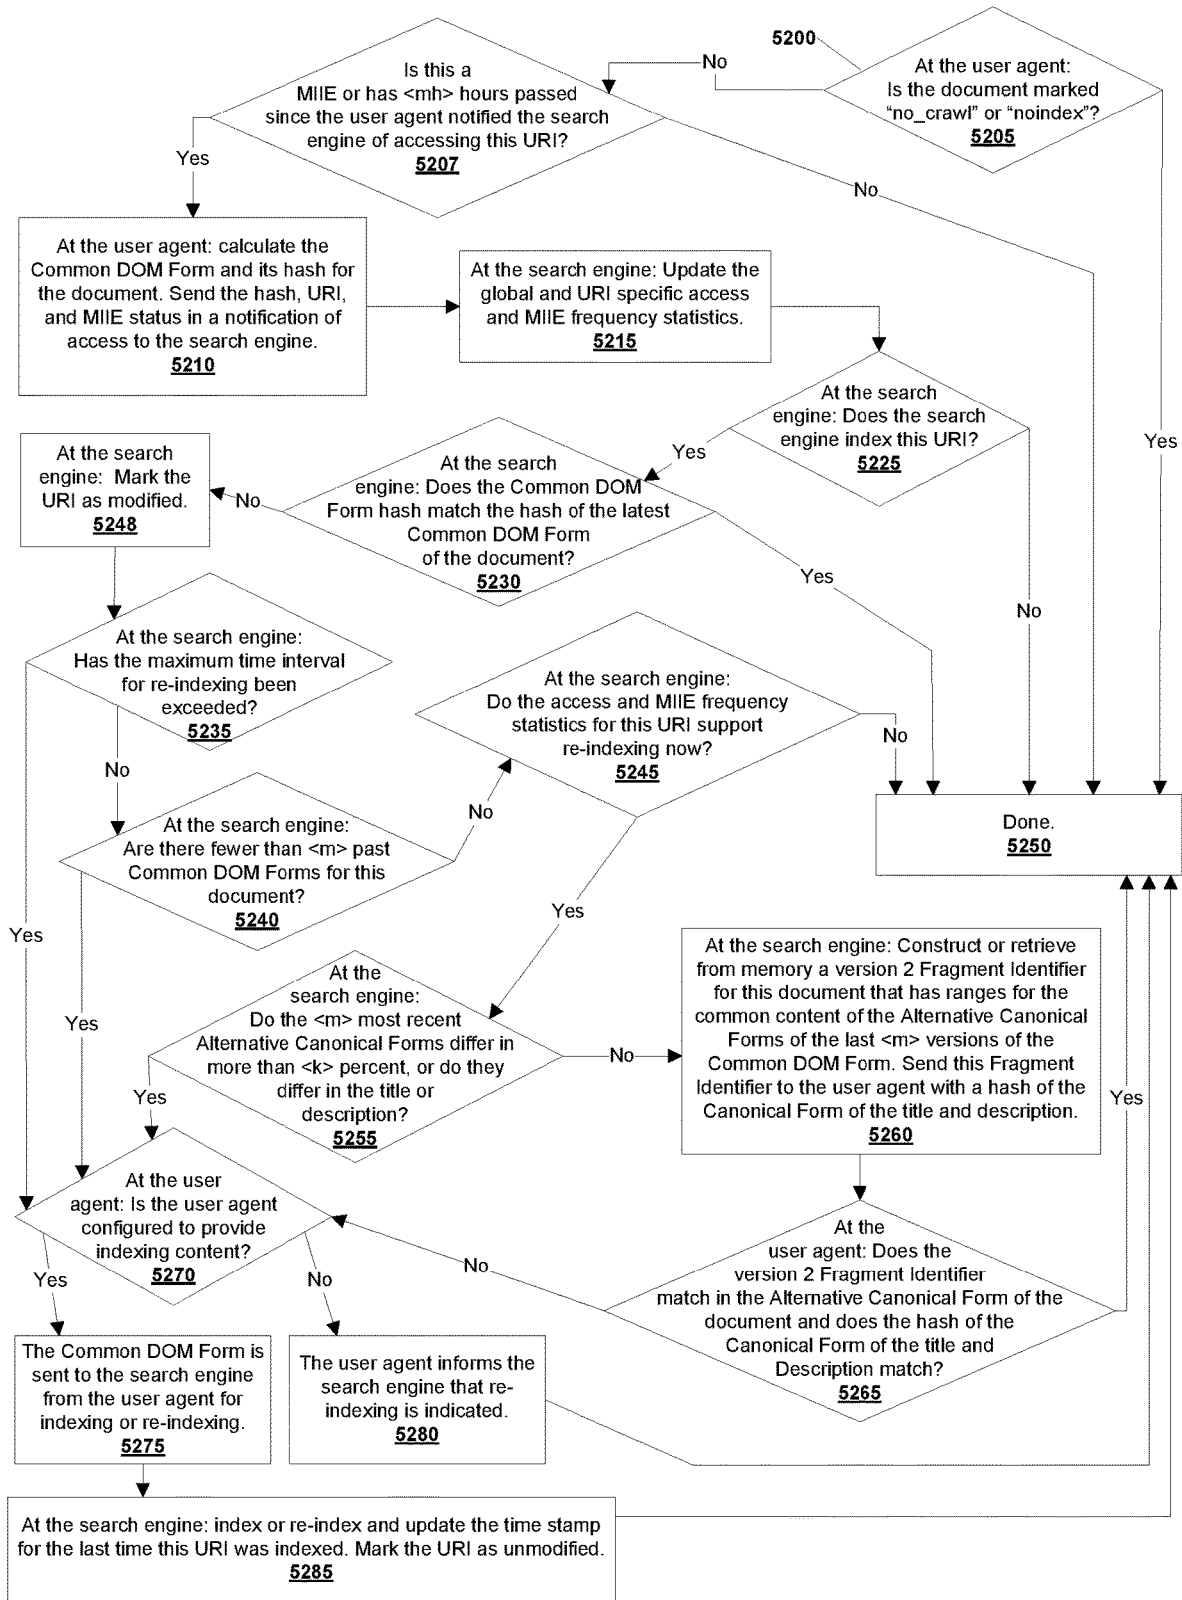 5200
At the user agent:
Is the document marked
“no_crawl” or “noindex”?
5205
No
Yes
Is this a
MIIE or has <mh> hours passed
since the user agent notified the search
engine of accessing this URI?
5207
Yes
No
At the user agent: calculate the
Common DOM Form and its hash for
the document. Send the hash, URI,
and MIIE status in a notification of
access to the search engine.
5210
At the search engine: Update the
global and URI specific access
and MIIE frequency statistics.
5215
At the search
engine: Does the search
engine index this URI?
5225
Yes
No
At the search
engine: Does the Common DOM
Form hash match the hash of the latest
Common DOM Form
of the document?
5230
No
Yes
At the search
engine:  Mark the
URI as modified.
5248
At the search engine:
Has the maximum time interval
for re-indexing been
exceeded?
5235
No
Yes
At the search engine:
Are there fewer than <m> past
Common DOM Forms for this
document?
5240
No
Yes
At the search engine:
Do the access and MIIE frequency
statistics for this URI support
re-indexing now?
5245
No
Yes
Done.
5250
At the
search engine:
Do the <m> most recent
Alternative Canonical Forms differ in
more than <k> percent, or do they
differ in the title or
description?
5255
No
Yes
At the search engine: Construct or retrieve
from memory a version 2 Fragment Identifier
for this document that has ranges for the
common content of the Alternative Canonical
Forms of the last <m> versions of the
Common DOM Form. Send this Fragment
Identifier to the user agent with a hash of the
Canonical Form of the title and description.
5260
At the
user agent: Does the
version 2 Fragment Identifier
match in the Alternative Canonical Form of the
document and does the hash of the
Canonical Form of the title and
Description match?
5265
Yes
No
At the user
agent: Is the user agent
configured to provide
indexing content?
5270
Yes
No
The Common DOM Form is
sent to the search engine
from the user agent for
indexing or re-indexing.
5275
The user agent informs the
search engine that re-
indexing is indicated.
5280
At the search engine: index or re-index and update the time stamp
for the last time this URI was indexed. Mark the URI as unmodified.
5285